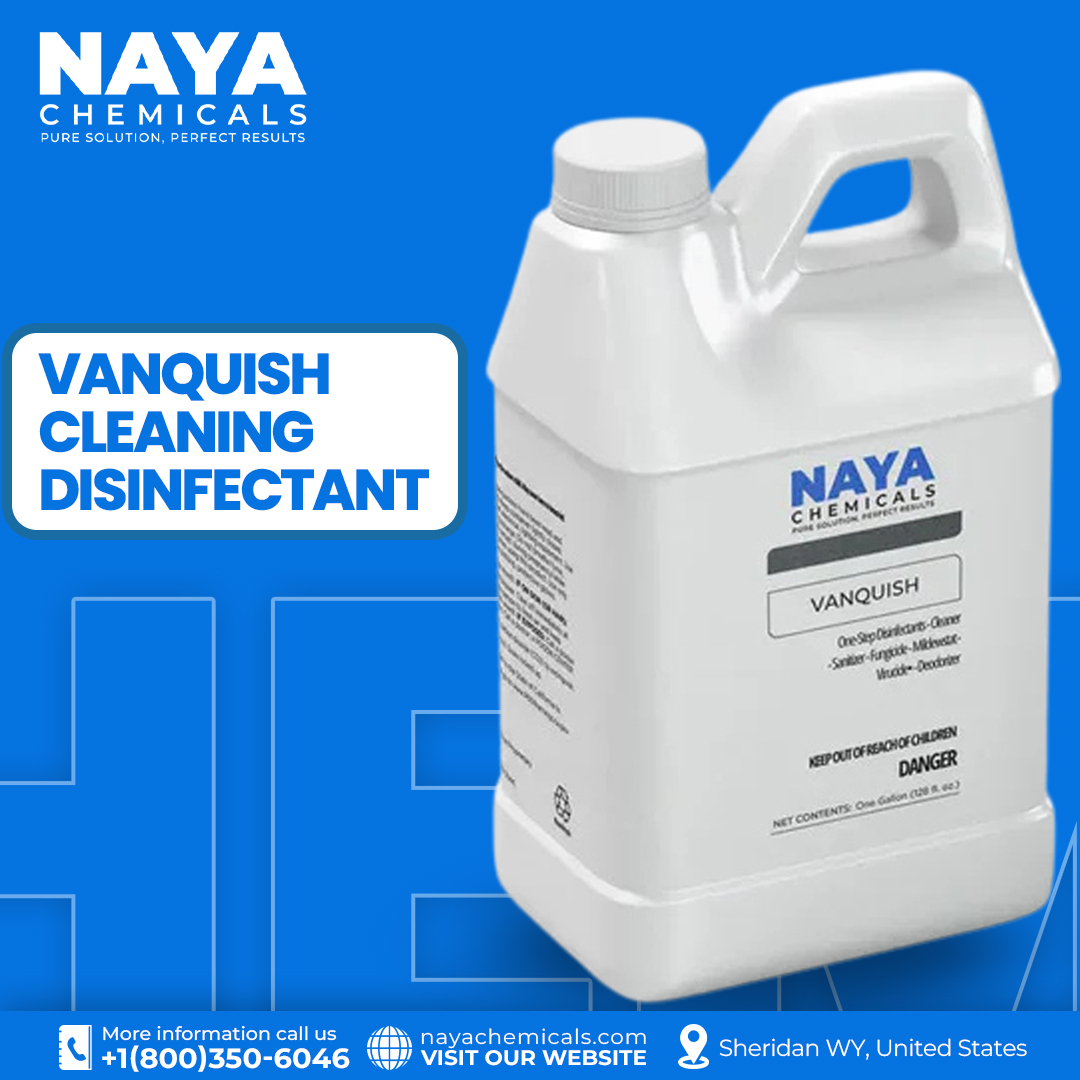 NAYA
CHEMICALS
PURE SOLUTION, PERFECT RESULTS
VANQUISH
CLEANING
DISINFECTANT
NAYA
CHEMICALS
PURE SOLUTION, PERFECT RESULTS
VANQUISH
One-Step Disinfectants - Cleaner
- Sanitizer - Fungicide - Mildewstat -
Virucide* - Deodorizer
KEEP OUT OF REACH OF CHILDREN
DANGER
NET CONTENTS: One Gallon (128 fl. oz.)
HEM
More information call us
+1(800)350-6046
nayachemicals.com
VISIT OUR WEBSITE
Sheridan WY, United States